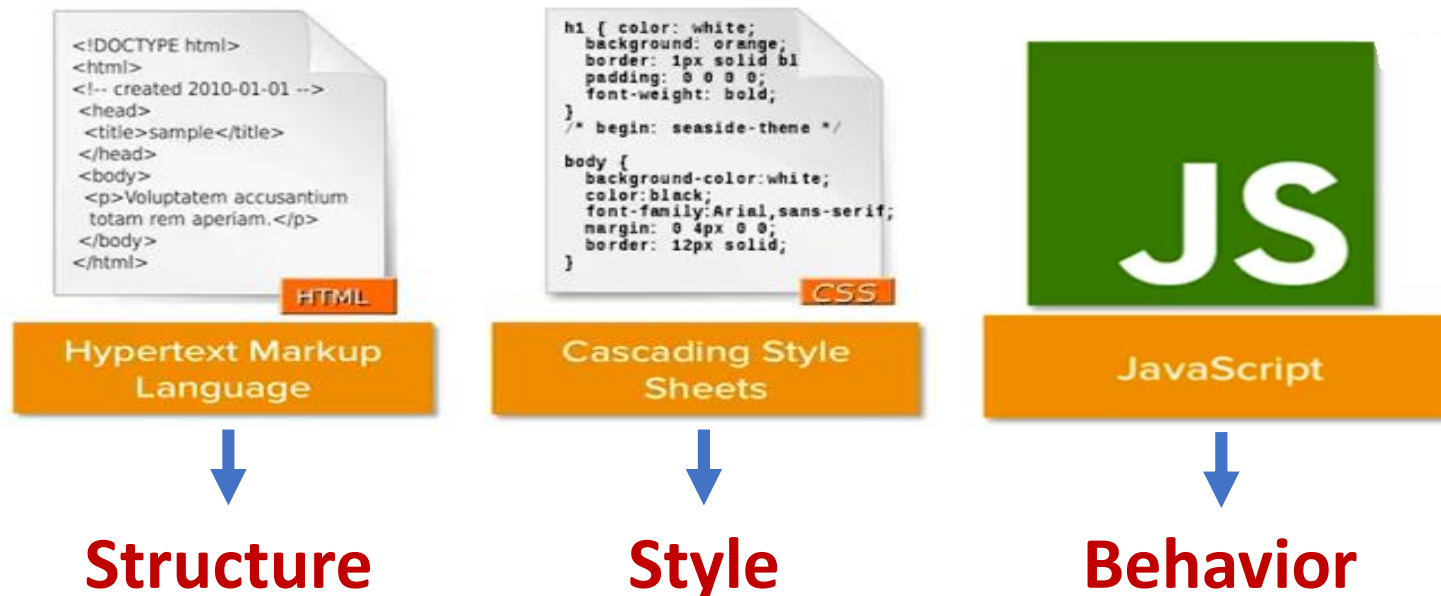 <!DOCTYPE html>
<html>
<!-- created 2010-01-01 -->
<head>
<title>sample</title>
</head>
<body>
<p>Voluptatem accusantium
totam rem aperiam.</p>
</body>
</html>
HTML
Hypertext Markup
Language
Structure
h1 { color: white;
background: orange;
border: 1px solid bl
padding: 0 0 0 0;
font-weight: bold;
}
/* begin: seaside-theme */
body {
background-color:white;
color:black;
font-family:Arial,sans-serif;
margin: 0 4px 0 0;
border: 12px solid;
}
CSS
Cascading Style
Sheets
Style
JS
JavaScript
Behavior